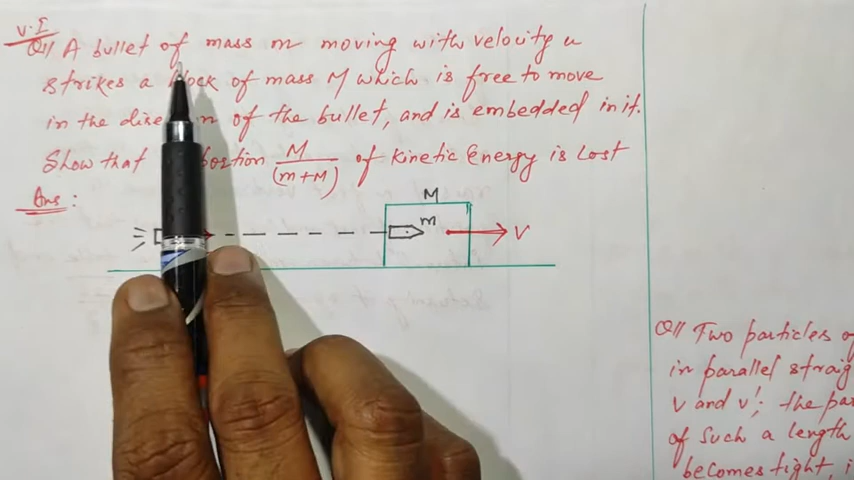 V.I
Q// A bullet of mass m moving with velocity u
strikes a block of mass M which is free to move
in the of the bullet, and is embedded in it.
Show that M/(m+M) of kinetic Energy is Lost
Ans:
M
m
V
Q// Two particles
in parallel
V and V'; the
of such a length
becomes tight,